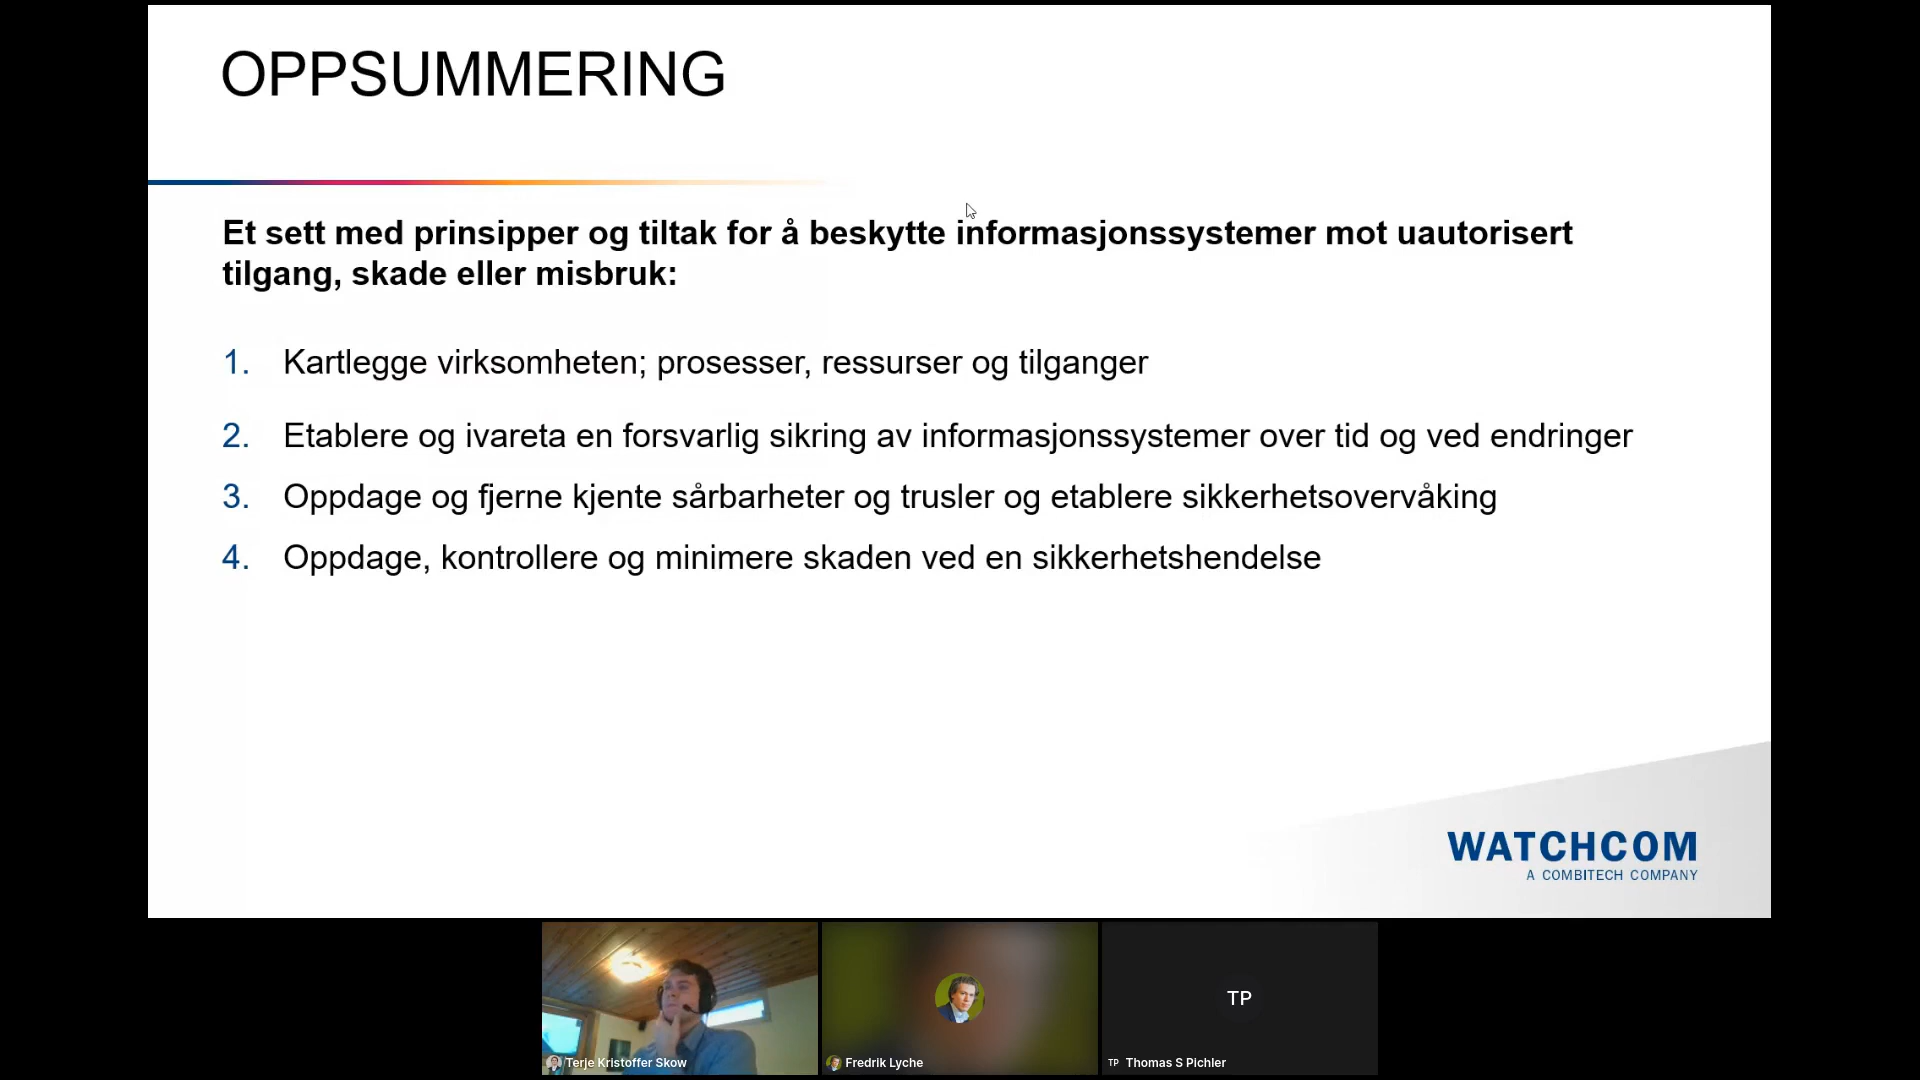 OPPSUMMERING
Et sett med prinsipper og tiltak for å beskytte informasjonssystemer mot uautorisert
tilgang, skade eller misbruk:
1. Kartlegge virksomheten; prosesser, ressurser og tilganger
2. Etablere og ivareta en forsvarlig sikring av informasjonssystemer over tid og ved endringer
3. Oppdage og fjerne kjente sårbarheter og trusler og etablere sikkerhetsovervåking
4. Oppdage, kontrollere og minimere skaden ved en sikkerhetshendelse
WATCHCOM
A COMBITECH COMPANY
TP
Terje Kristoffer Skow
Fredrik Lyche
TP Thomas S Pichler